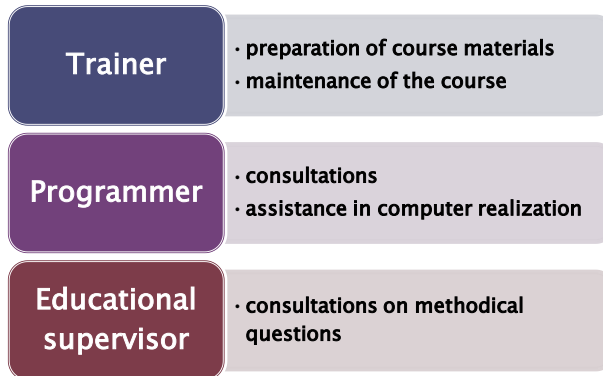 Trainer
· preparation of course materials
· maintenance of the course
Programmer
· consultations
· assistance in computer realization
Educational
supervisor
· consultations on methodical
questions